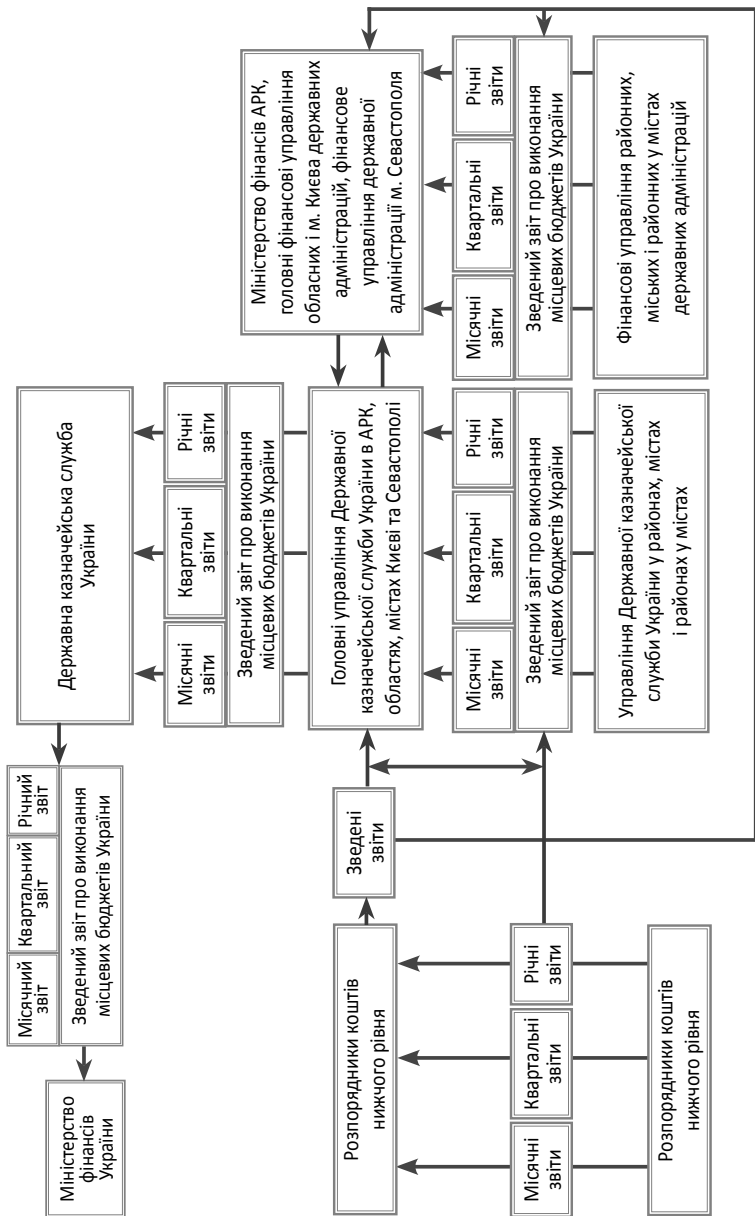 Міністерство
фінансів
України
Місячний
звіт
Квартальний
звіт
Річний
звіт
Зведений звіт про виконання
місцевих бюджетів України
Державна казначейська служба
України
Місячні
звіти
Квартальні
звіти
Річні
звіти
Зведений звіт про виконання
місцевих бюджетів України
Розпорядники коштів
нижчого рівня
Зведені
звіти
Головні управління Державної
казначейської служби України в АРК,
областях, містах Києві та Севастополі
Міністерство фінансів АРК,
головні фінансові управління
обласних і м. Києва державних
адміністрацій, фінансове
управління державної
адміністрації м. Севастополя
Місячні
звіти
Квартальні
звіти
Річні
звіти
Місячні
звіти
Квартальні
звіти
Річні
звіти
Зведений звіт про виконання
місцевих бюджетів України
Місячні
звіти
Квартальні
звіти
Річні
звіти
Зведений звіт про виконання
місцевих бюджетів України
Розпорядники коштів
нижчого рівня
Управління Державної казначейської
служби України у районах, містах
і районах у містах
Фінансові управління районних,
міських і районних у містах
державних адміністрацій